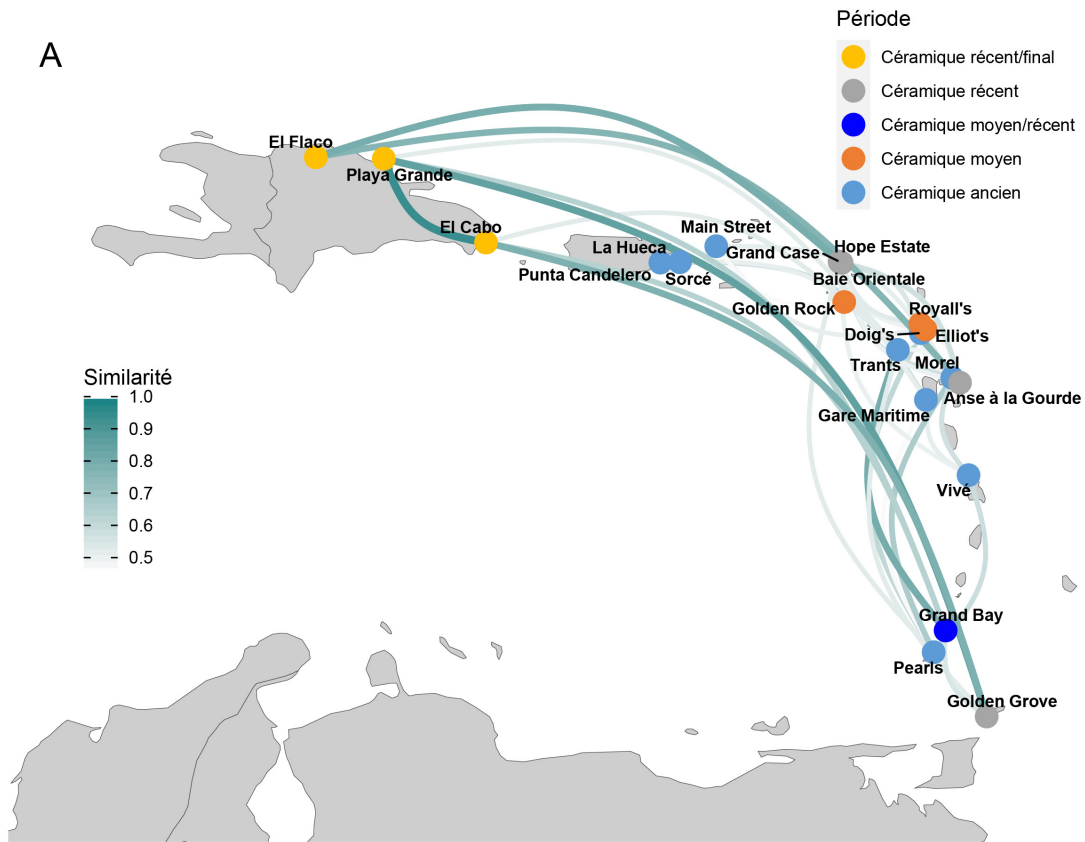 A
Période
Céramique récent/final
Céramique récent
Céramique moyen/récent
Céramique moyen
Céramique ancien
El Flaco
Playa Grande
El Cabo
Main Street
La Hueca
Grand Case
Hope Estate
Punta Candelero
Sorcé
Baie Orientale
Golden Rock
Royall's
Doig's
Elliot's
Trants
Morel
Anse à la Gourde
Gare Maritime
Vivé
Similarité
1.0
0.9
0.8
0.7
0.6
0.5
Grand Bay
Pearls
Golden Grove